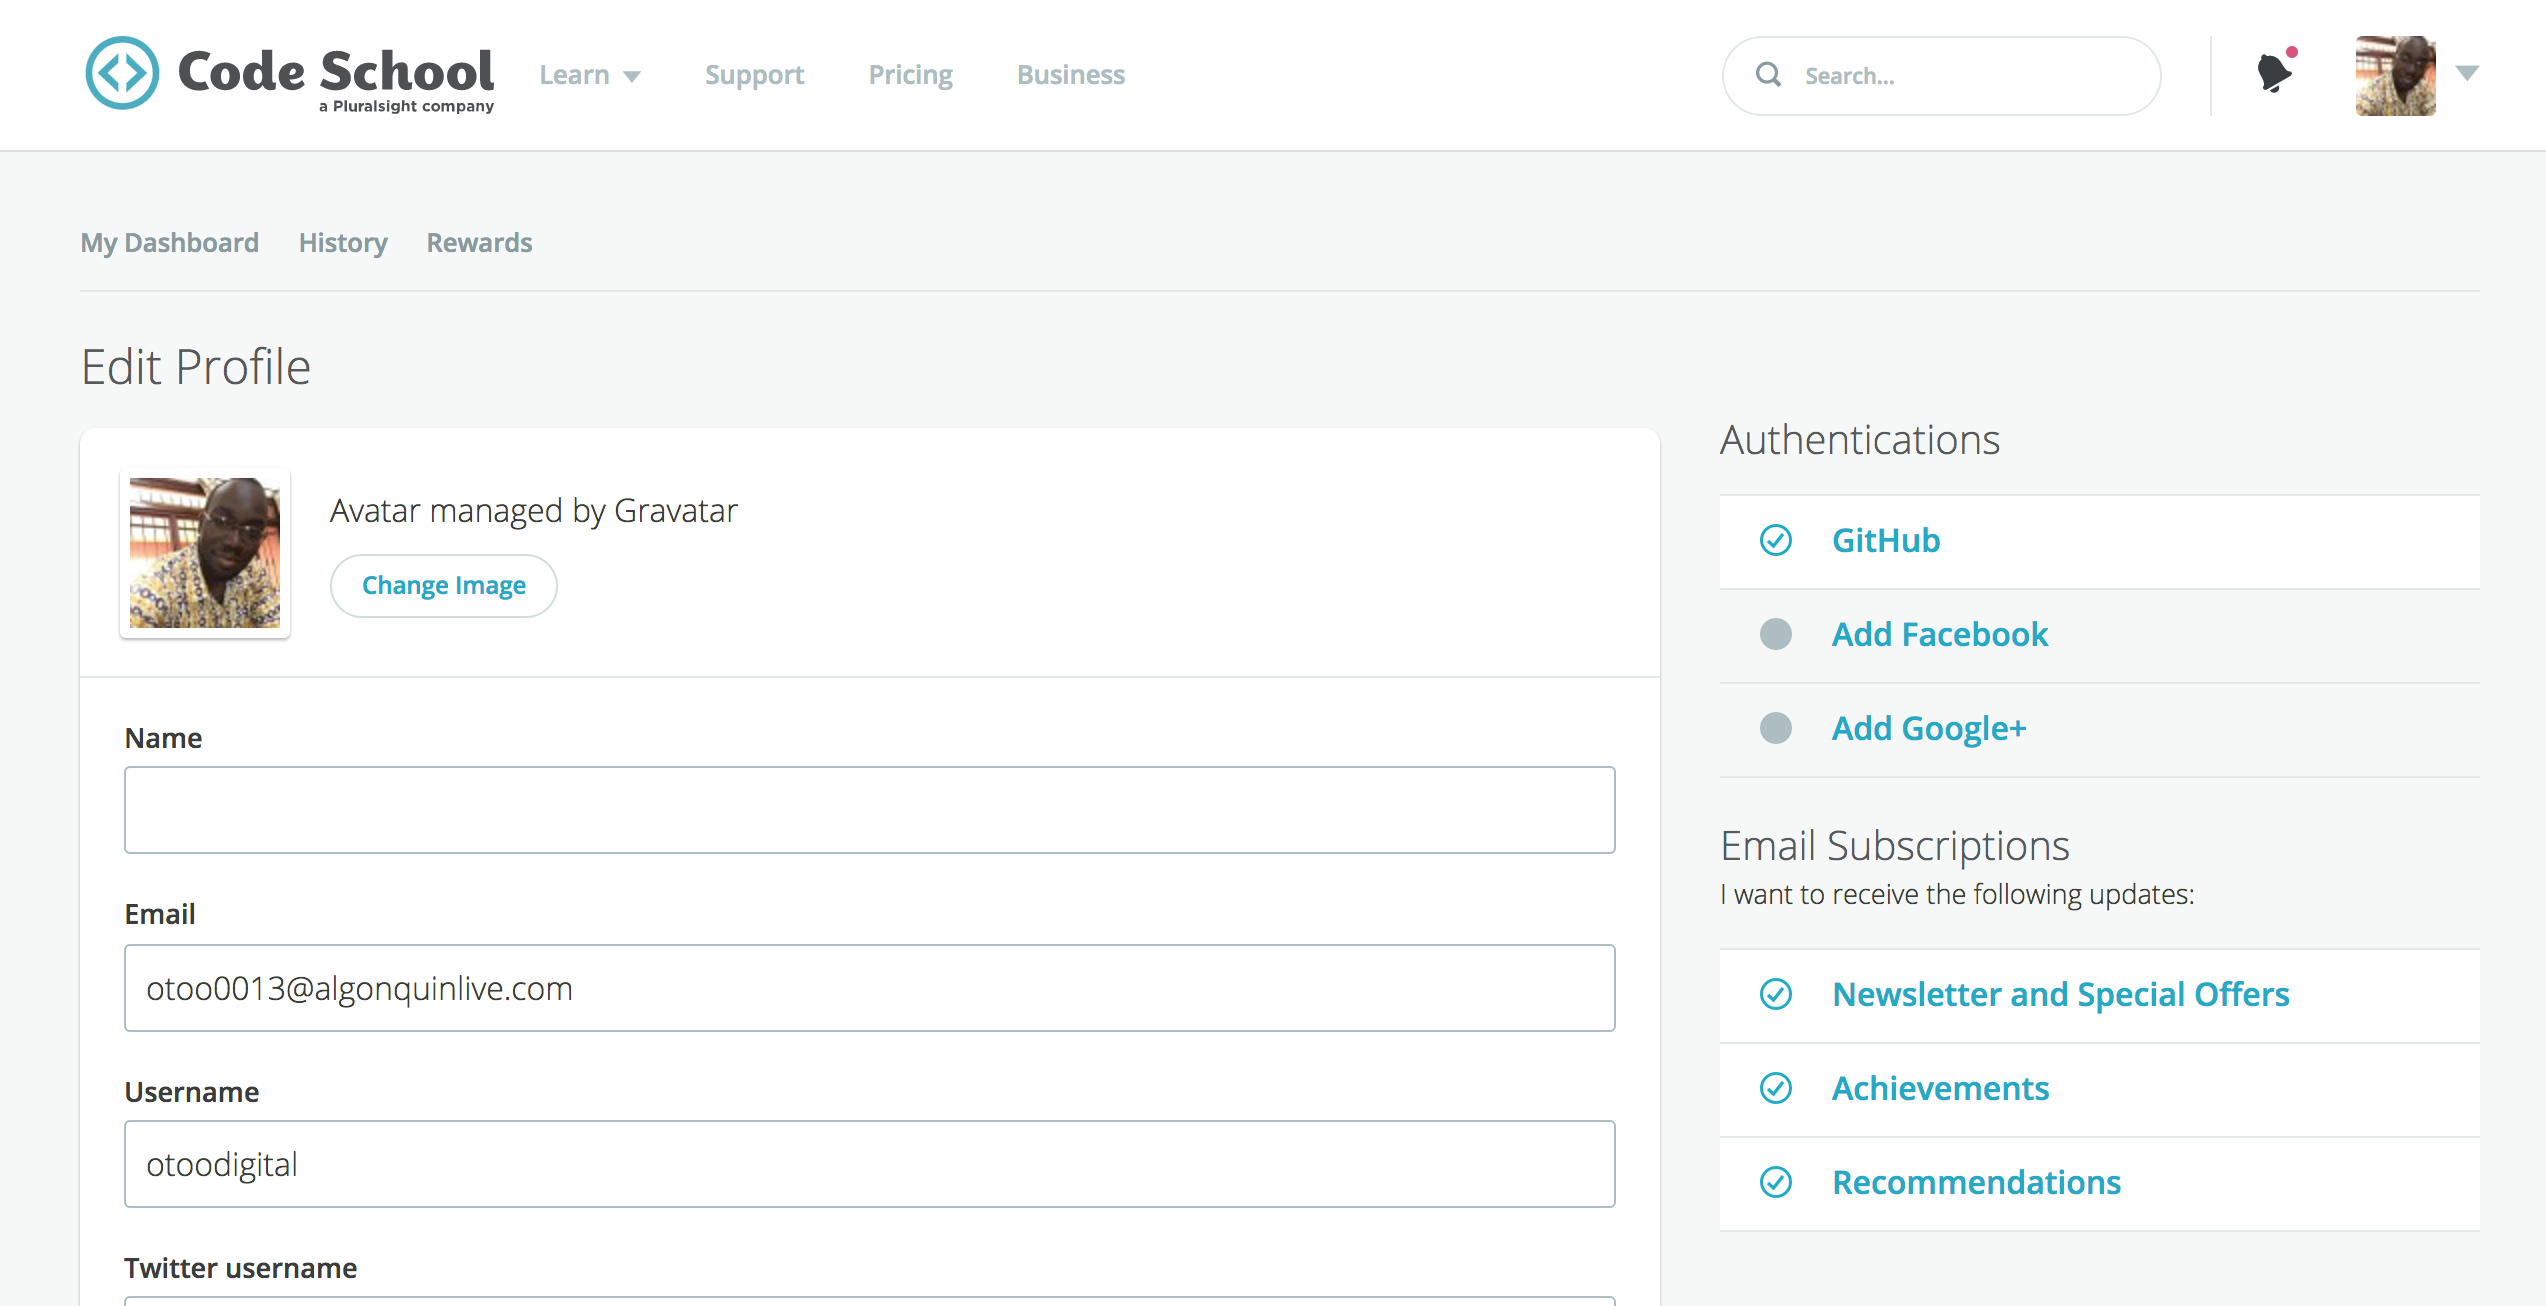 Code School
a Pluralsight company
Learn
Support
Pricing
Business
Search...
My Dashboard
History
Rewards
Edit Profile
Avatar managed by Gravatar
Change Image
Name
Email
otoo0013@algonquinlive.com
Username
otoodigital
Twitter username
Authentications
GitHub
Add Facebook
Add Google+
Email Subscriptions
I want to receive the following updates:
Newsletter and Special Offers
Achievements
Recommendations